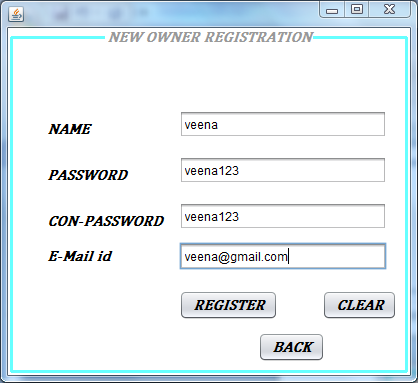 NEW OWNER REGISTRATION
NAME veena
PASSWORD veena123
CON-PASSWORD veena123
E-Mail id veena@gmail.com
REGISTER CLEAR
BACK